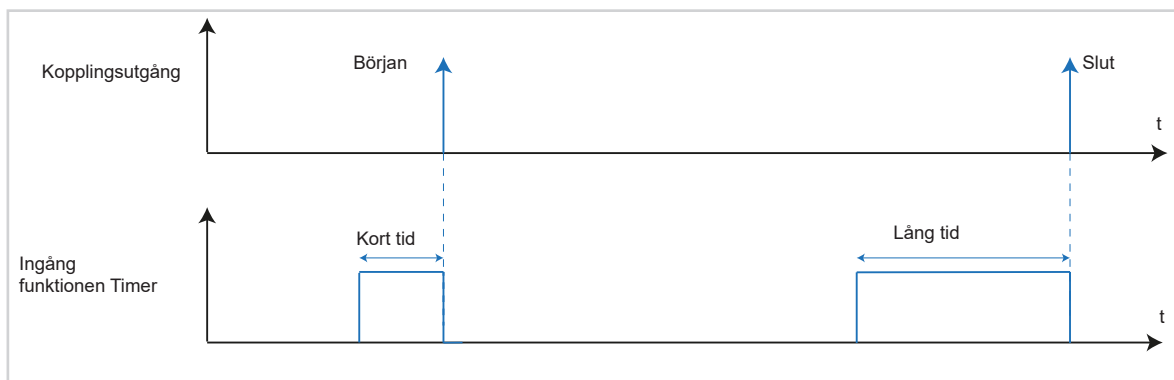 Kopplingsutgång
Början
Slut
t
Kort tid
Lång tid
Ingång
funktionen Timer
t